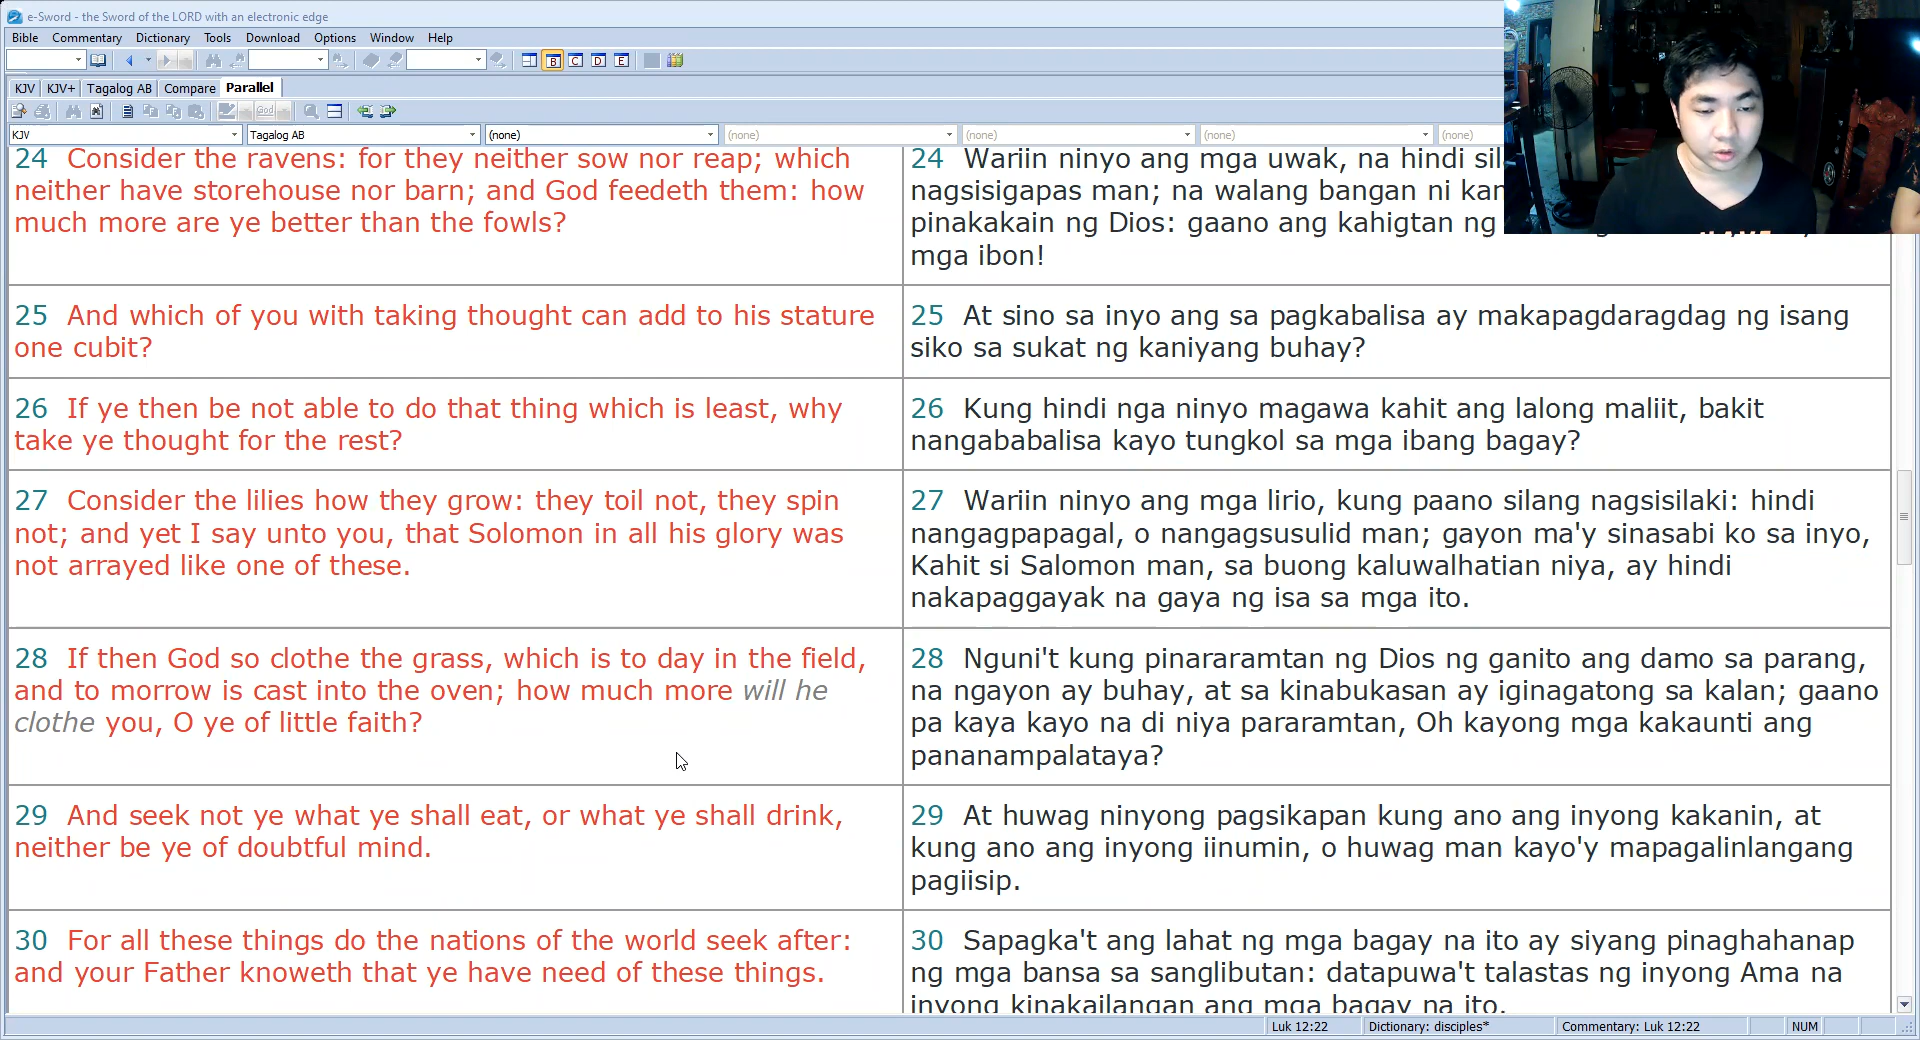 e-Sword - the Sword of the LORD with an electronic edge
Bible Commentary Dictionary Tools Download Options Window Help
B C D E
KJV KJV+ Tagalog AB Compare Parallel
KJV Tagalog AB (none) (none) (none) (none) (none)
24 Consider the ravens: for they neither sow nor reap; which
neither have storehouse nor barn; and God feedeth them: how
much more are ye better than the fowls?
24 Wariin ninyo ang mga uwak, na hindi
nagsisigapas man; na walang bangan ni
pinakakain ng Dios: gaano ang kahigtan ng
mga ibon!
25 And which of you with taking thought can add to his stature
one cubit?
25 At sino sa inyo ang sa pagkabalisa ay makapagdaragdag ng isang
siko sa sukat ng kaniyang buhay?
26 If ye then be not able to do that thing which is least, why
take ye thought for the rest?
26 Kung hindi nga ninyo magawa kahit ang lalong maliit, bakit
nangababalisa kayo tungkol sa mga ibang bagay?
27 Consider the lilies how they grow: they toil not, they spin
not; and yet I say unto you, that Solomon in all his glory was
not arrayed like one of these.
27 Wariin ninyo ang mga lirio, kung paano silang nagsisilaki: hindi
nangagpapagal, o nangagsusulid man; gayon ma'y sinasabi ko sa inyo,
Kahit si Salomon man, sa buong kaluwalhatian niya, ay hindi
nakapaggayak na gaya ng isa sa mga ito.
28 If then God so clothe the grass, which is to day in the field,
and to morrow is cast into the oven; how much more will he
clothe you, O ye of little faith?
28 Nguni't kung pinararamtan ng Dios ng ganito ang damo sa parang,
na ngayon ay buhay, at sa kinabukasan ay iginagatong sa kalan; gaano
pa kaya kayo na di niya pararamtan, Oh kayong mga kakaunti ang
pananampalataya?
29 And seek not ye what ye shall eat, or what ye shall drink,
neither be ye of doubtful mind.
29 At huwag ninyong pagsikapan kung ano ang inyong kakanin, at
kung ano ang inyong iinumin, o huwag man kayo'y mapagalinlangang
pagiisip.
30 For all these things do the nations of the world seek after:
and your Father knoweth that ye have need of these things.
30 Sapagka't ang lahat ng mga bagay na ito ay siyang pinaghahanap
ng mga bansa sa sanglibutan: datapuwa't talastas ng inyong Ama na
inyong kinakailangan ang mga bagay na ito.
Luk 12:22 Dictionary: disciples* Commentary: Luk 12:22 NUM